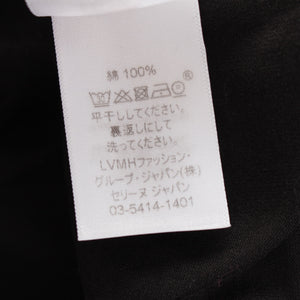 綿 100%
平干ししてください。
裏返しにして
洗ってください。
LVMHファッション・
グループ・ジャパン(株)
セリーヌ ジャパン
03-5414-1401